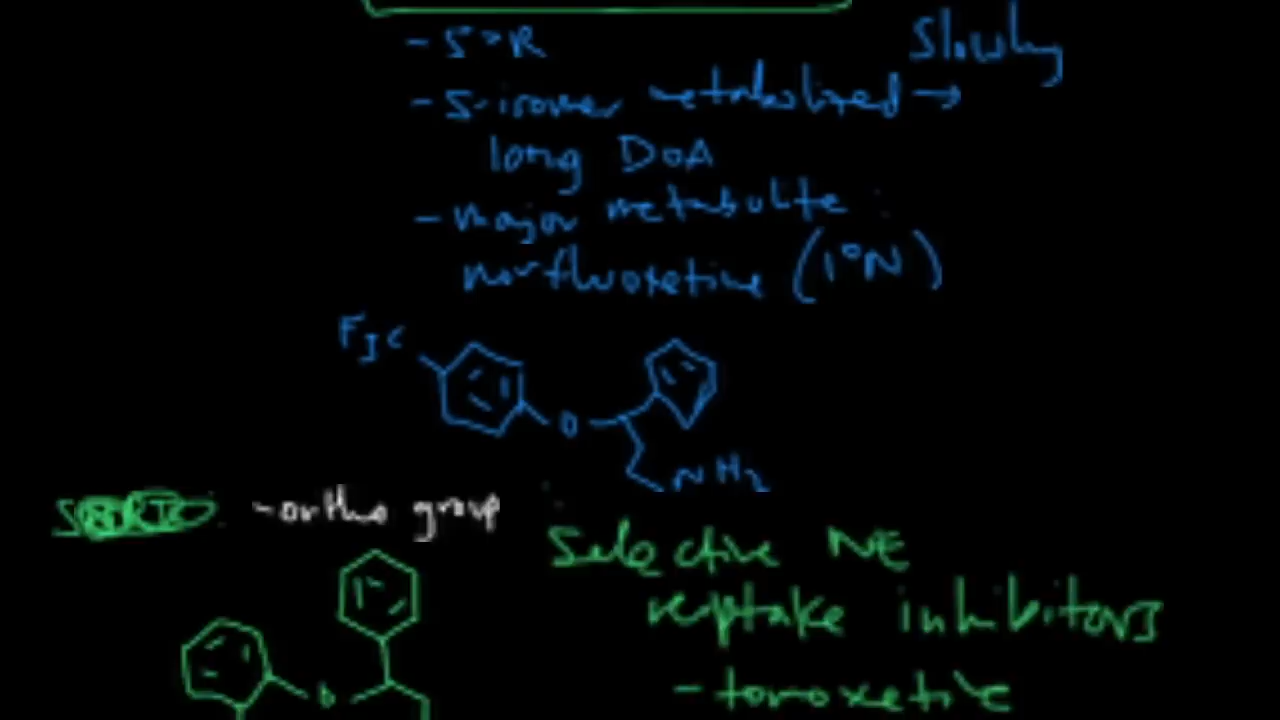 - S > R
Slowly
- S-isomer metabolized →
long DOA
- major metabolite :
norfluoxetine (1°N)
F3C
O
NH2
- ortho group
Selective NE
reuptake inhibitors
- tomoxetine
O